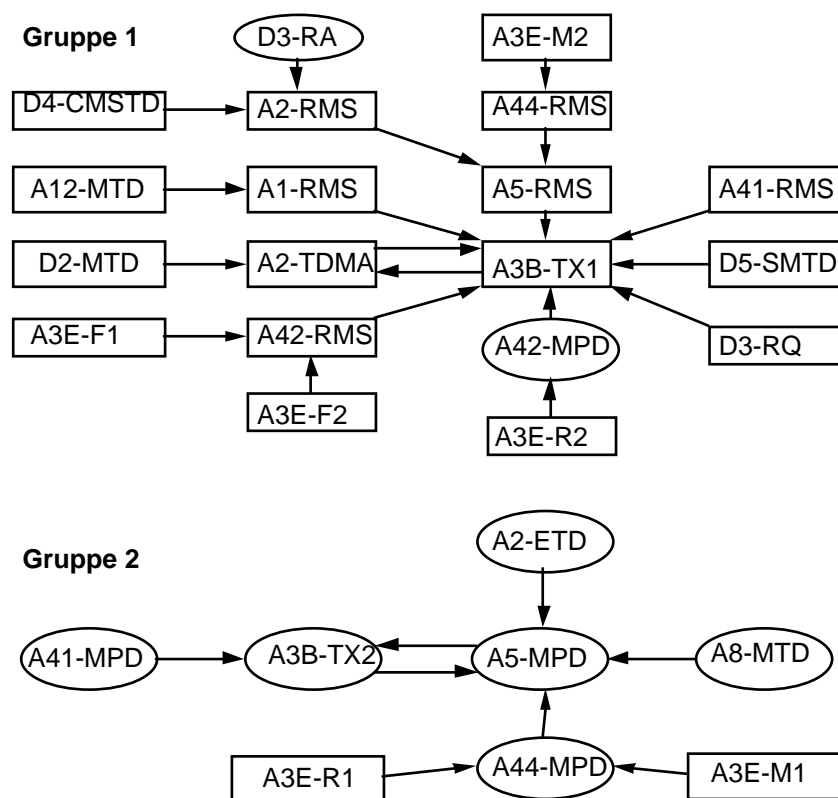 Gruppe 1
D3-RA
A3E-M2
D4-CMSTD
A2-RMS
A44-RMS
A12-MTD
A1-RMS
A5-RMS
A41-RMS
D2-MTD
A2-TDMA
A3B-TX1
D5-SMTD
A3E-F1
A42-RMS
A42-MPD
D3-RQ
A3E-F2
A3E-R2
Gruppe 2
A2-ETD
A41-MPD
A3B-TX2
A5-MPD
A8-MTD
A3E-R1
A44-MPD
A3E-M1